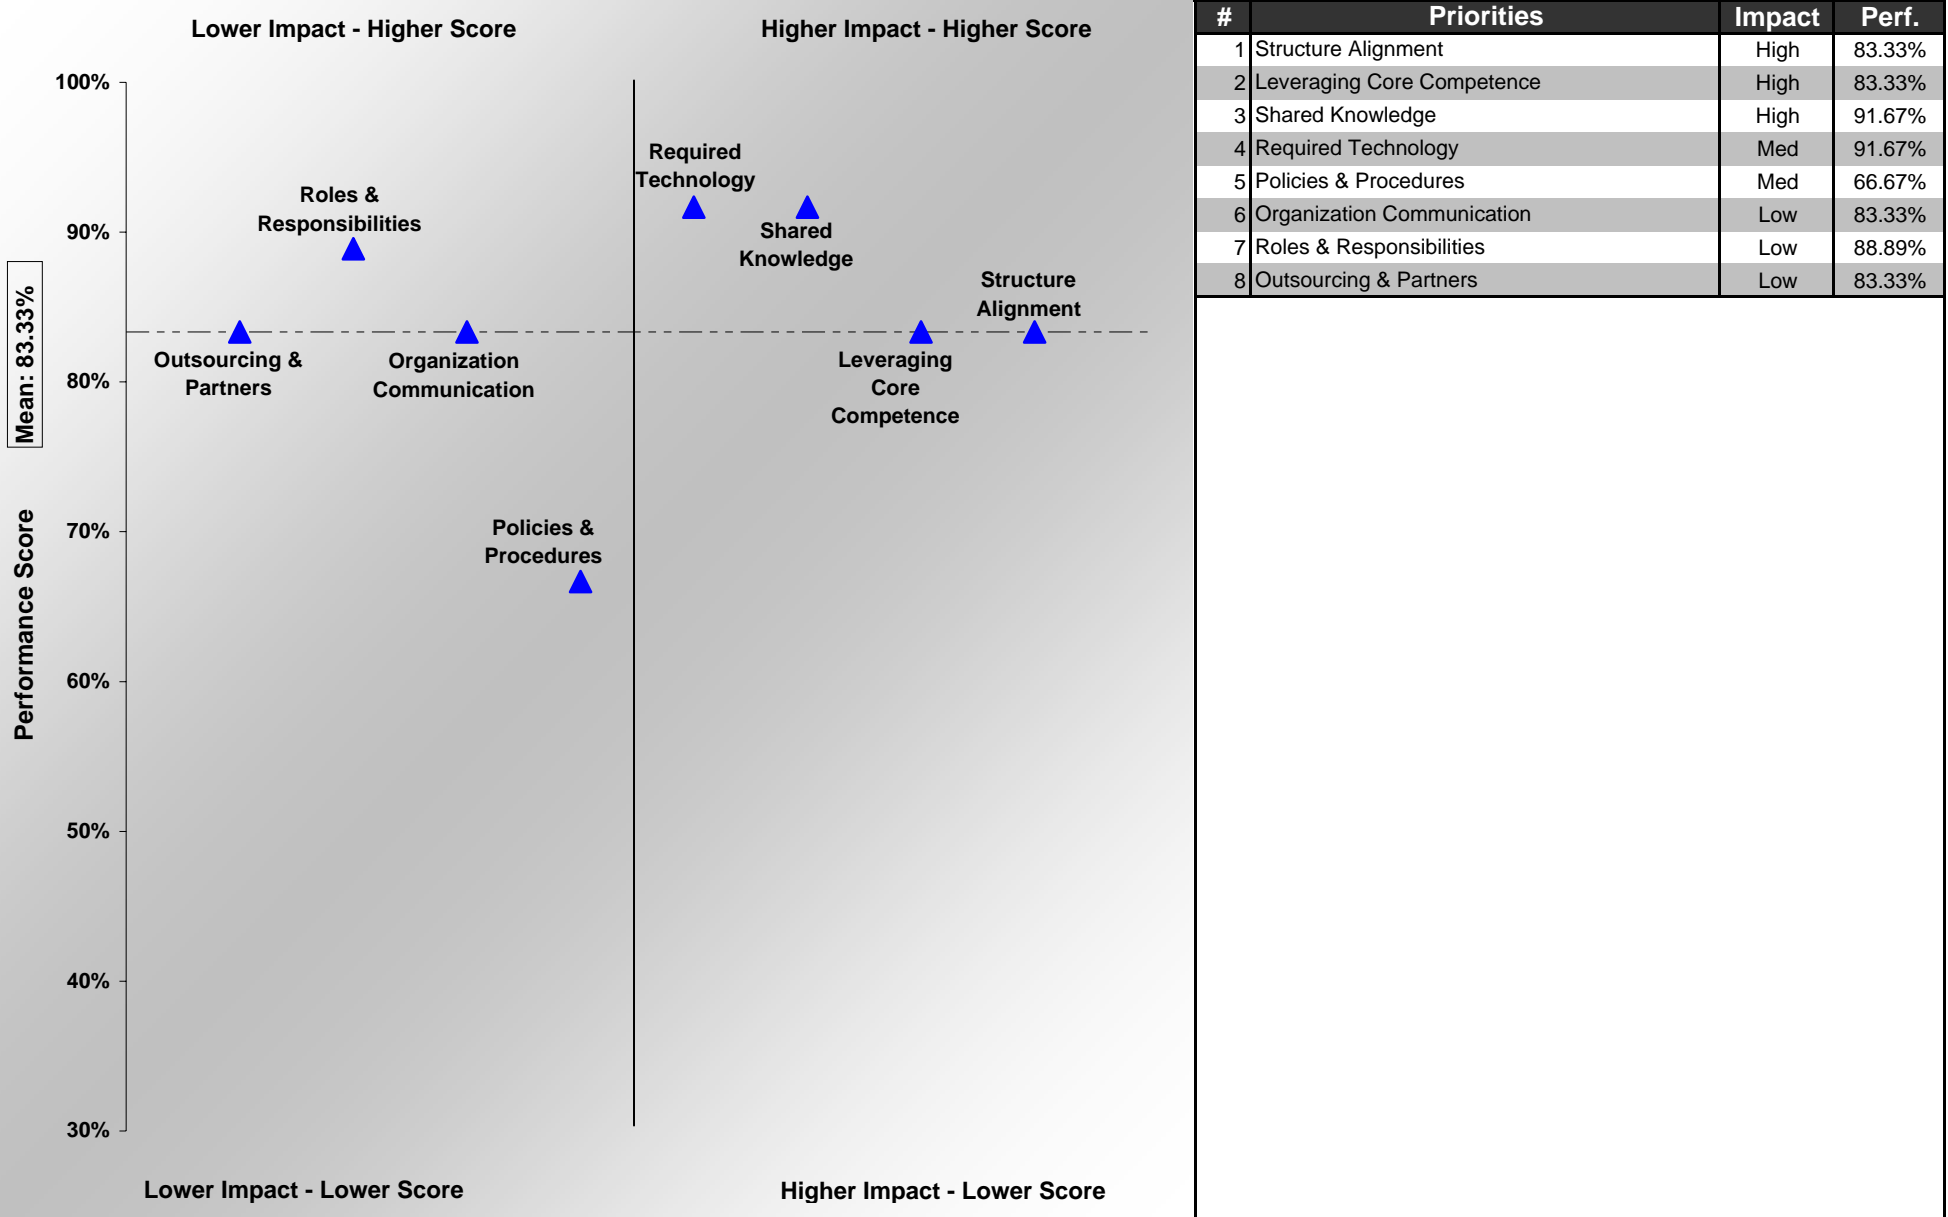 Lower Impact - Higher Score
Higher Impact - Higher Score
100%
90%
80%
70%
60%
50%
40%
30%
Mean: 83.33%
Performance Score
Required
Technology
Roles &
Responsibilities
Shared
Knowledge
Structure
Alignment
Outsourcing &
Partners
Organization
Communication
Leveraging
Core
Competence
Policies &
Procedures
Lower Impact - Lower Score
Higher Impact - Lower Score
# Priorities Impact Perf.
1 Structure Alignment High 83.33%
2 Leveraging Core Competence High 83.33%
3 Shared Knowledge High 91.67%
4 Required Technology Med 91.67%
5 Policies & Procedures Med 66.67%
6 Organization Communication Low 83.33%
7 Roles & Responsibilities Low 88.89%
8 Outsourcing & Partners Low 83.33%